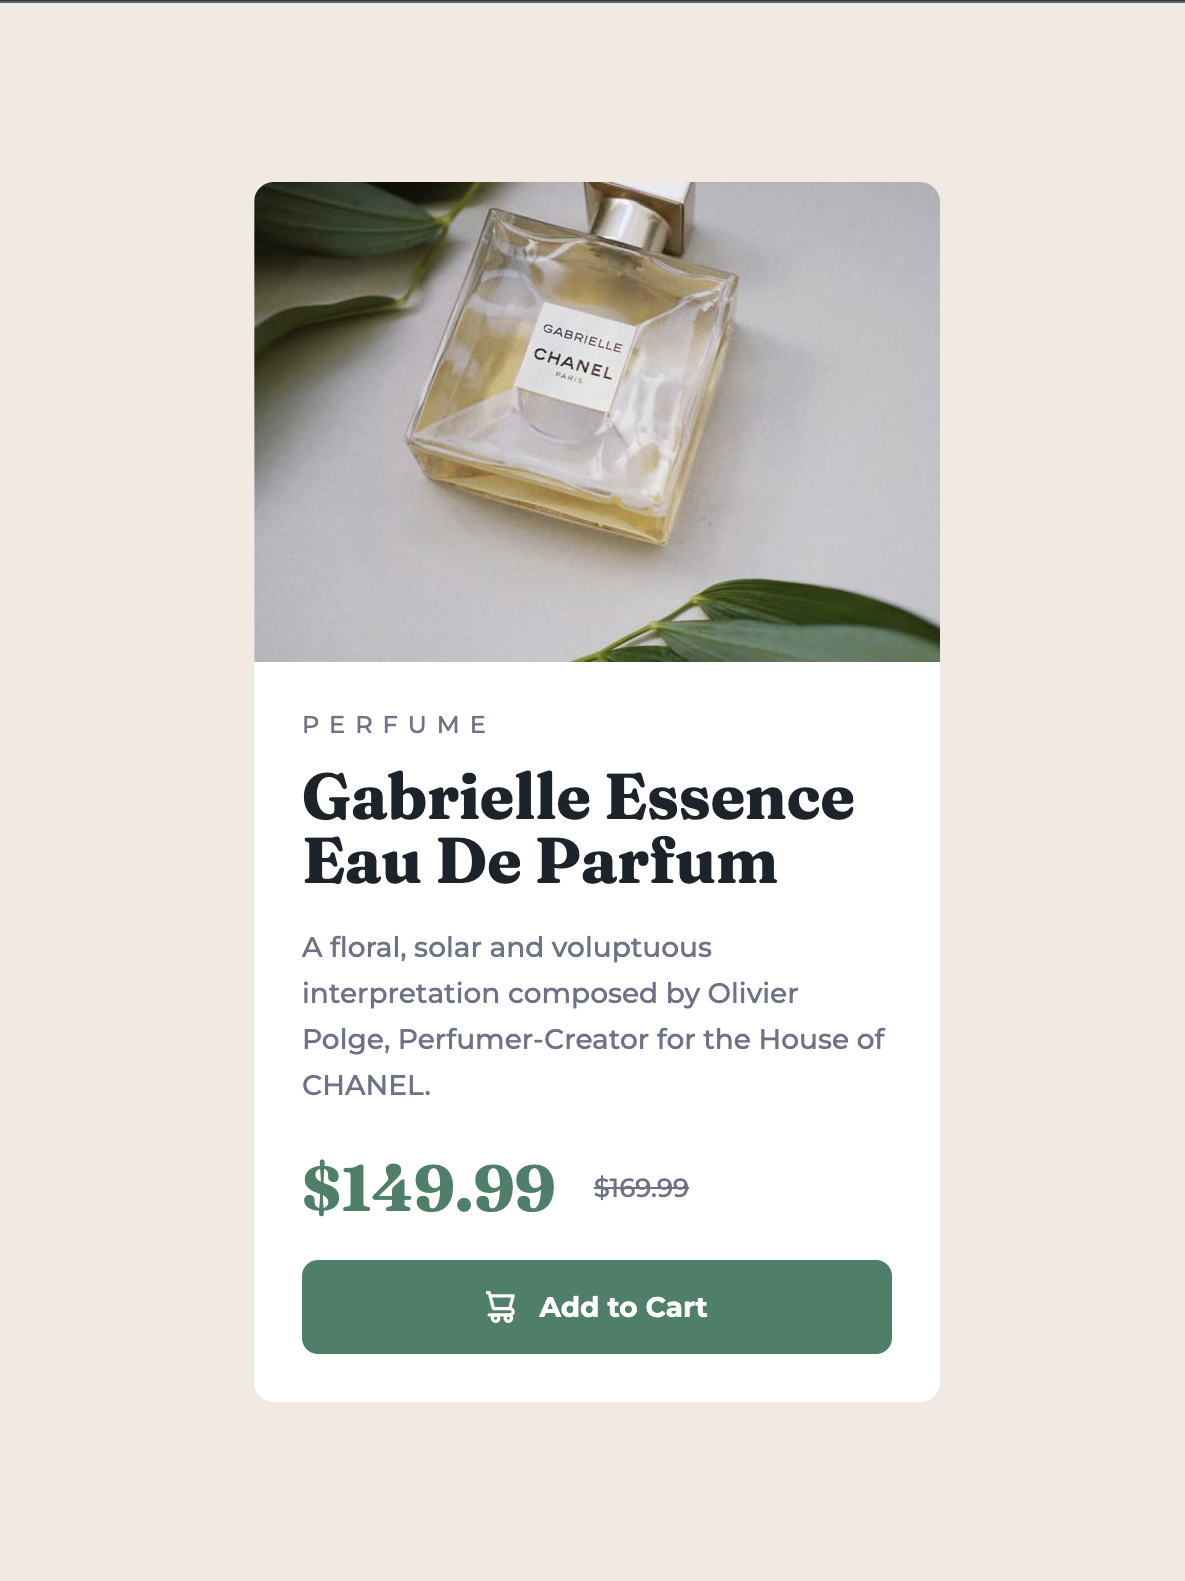 GABRIELLE
CHANEL
PARIS
PERFUME
Gabrielle Essence
Eau De Parfum
A floral, solar and voluptuous
interpretation composed by Olivier
Polge, Perfumer-Creator for the House of
CHANEL.
$149.99 $169.99
Add to Cart